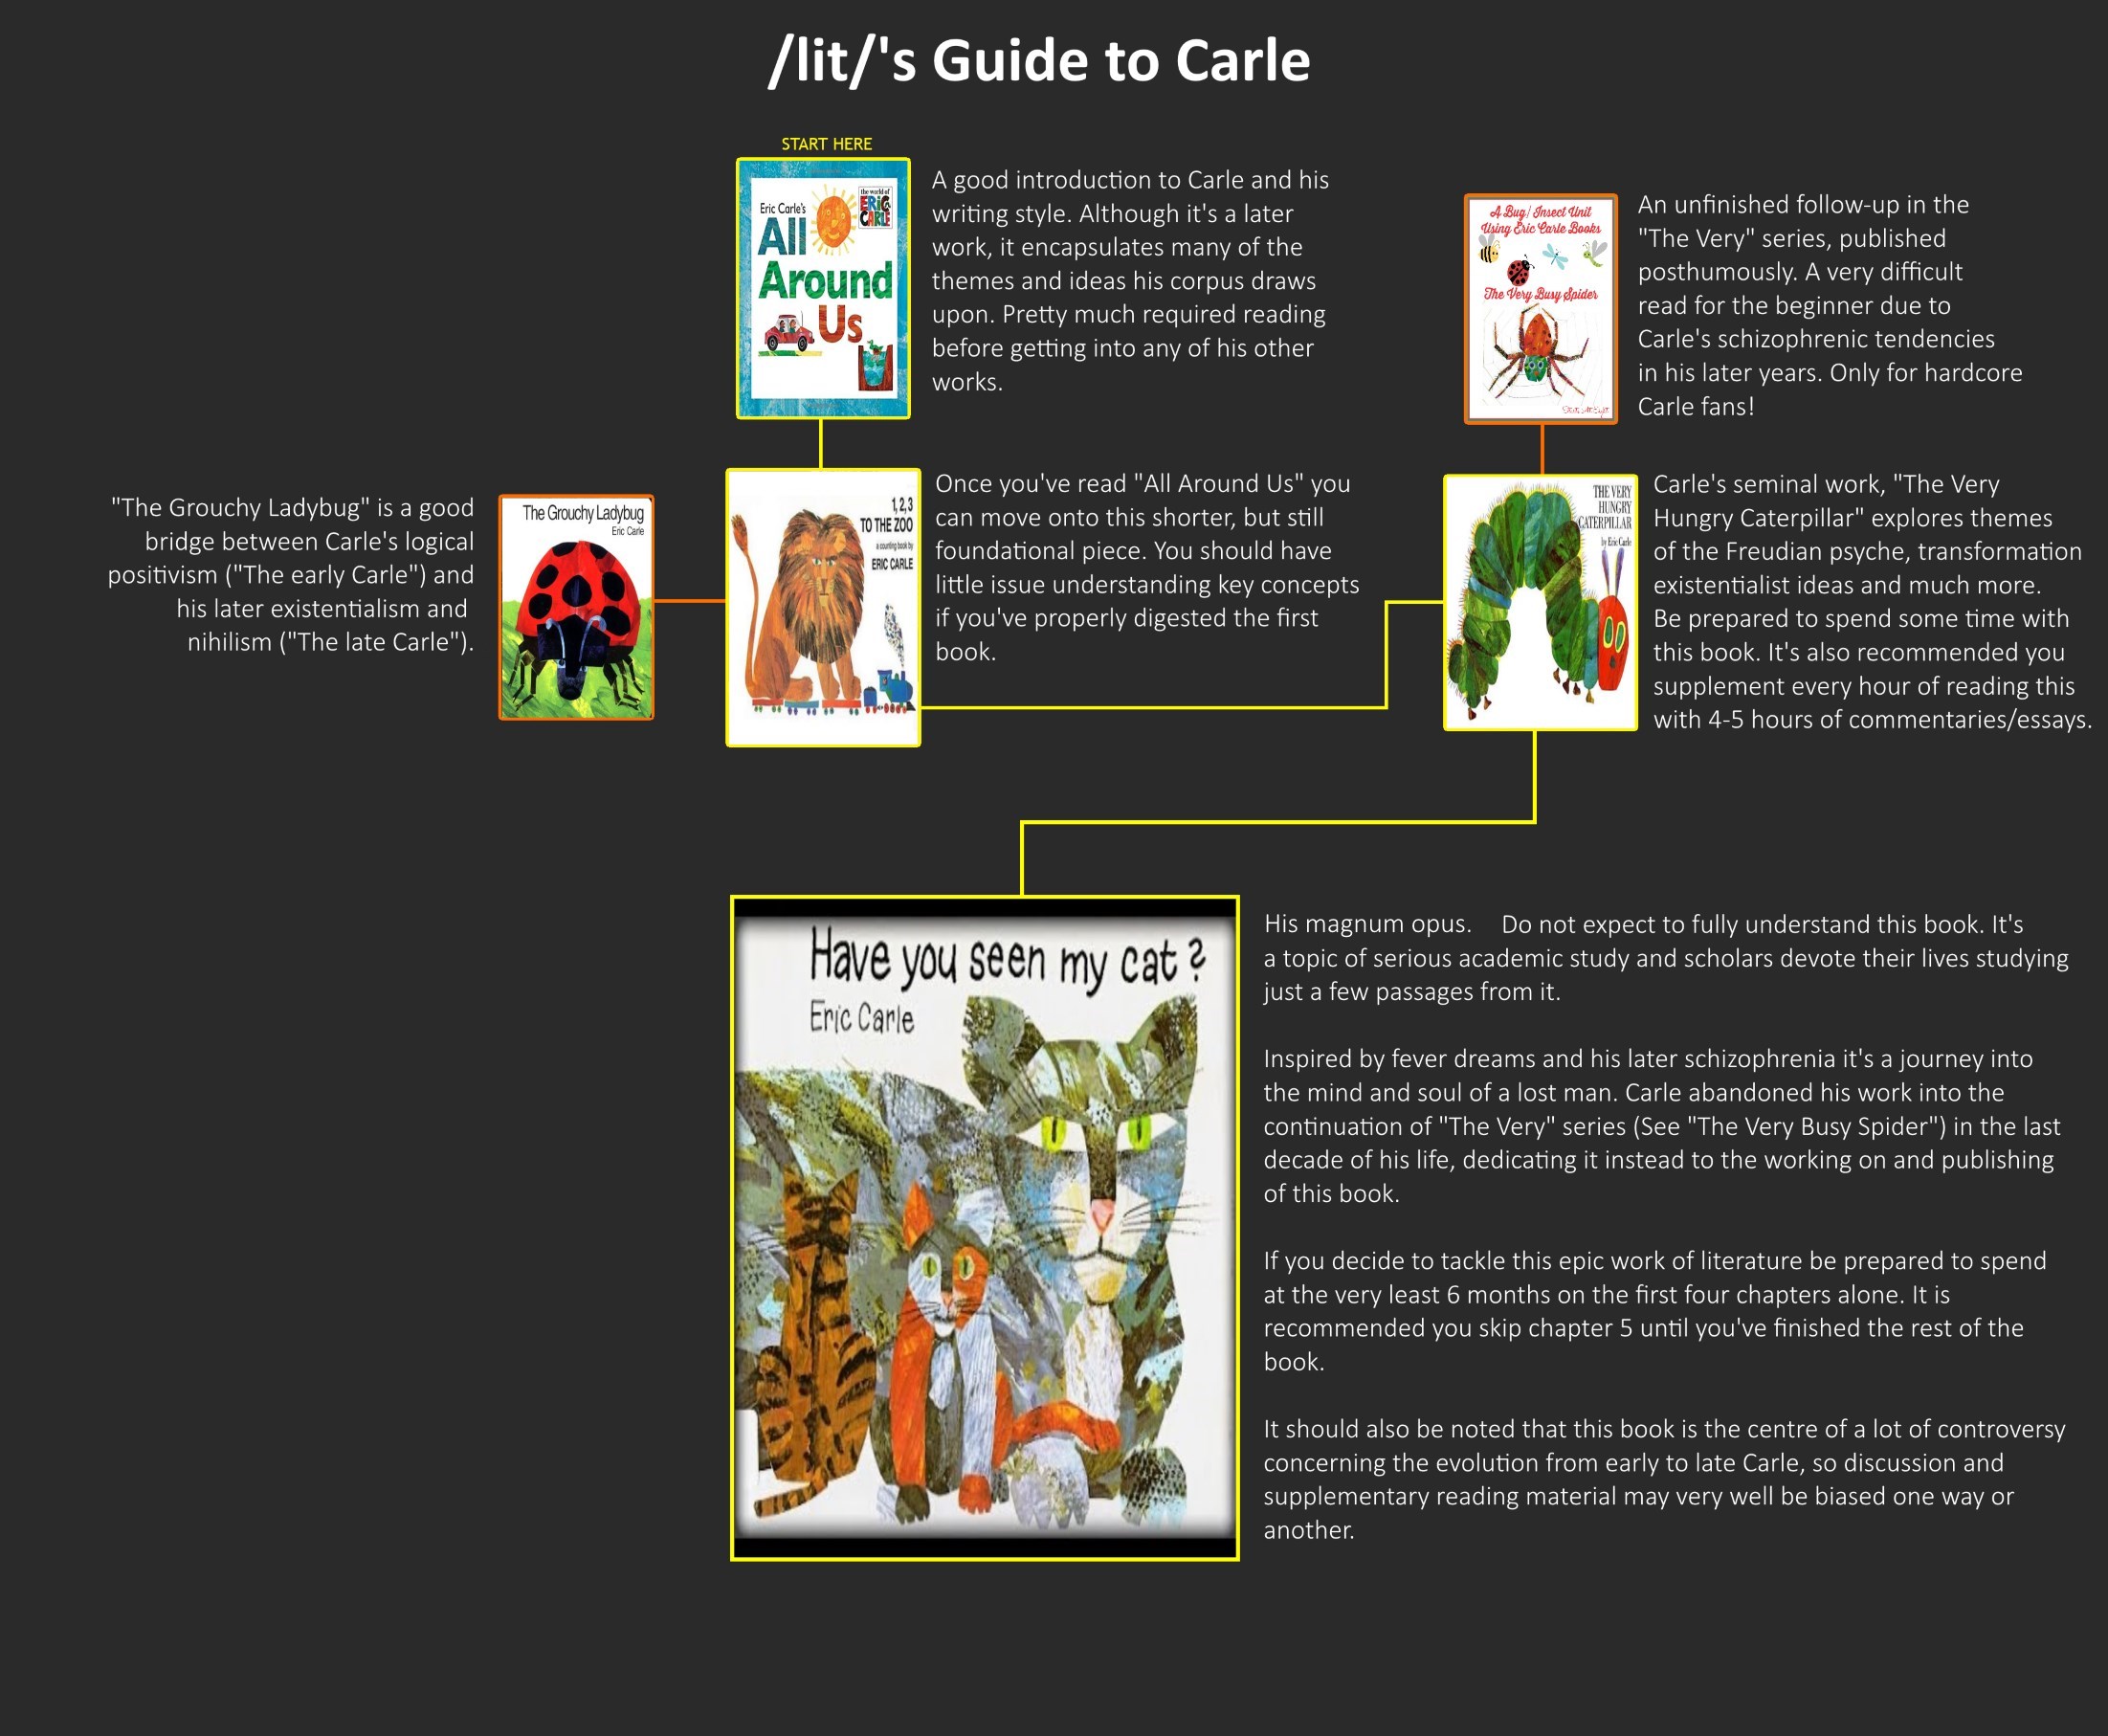 /lit/'s Guide to Carle
START HERE
Eric Carle's
the world of
ERIC
CARLE
All
Around
Us
A good introduction to Carle and his
writing style. Although it's a later
work, it encapsulates many of the
themes and ideas his corpus draws
upon. Pretty much required reading
before getting into any of his other
works.
A Bug/Insect Unit
Using Eric Carle Books
The Very Busy Spider
An unfinished follow-up in the
"The Very" series, published
posthumously. A very difficult
read for the beginner due to
Carle's schizophrenic tendencies
in his later years. Only for hardcore
Carle fans!
"The Grouchy Ladybug" is a good
bridge between Carle's logical
positivism ("The early Carle") and
his later existentialism and
nihilism ("The late Carle").
The Grouchy Ladybug
Eric Carle
1, 2, 3
TO THE ZOO
a counting book by
ERIC CARLE
Once you've read "All Around Us" you
can move onto this shorter, but still
foundational piece. You should have
little issue understanding key concepts
if you've properly digested the first
book.
THE VERY
HUNGRY
CATERPILLAR
by Eric Carle
Carle's seminal work, "The Very
Hungry Caterpillar" explores themes
of the Freudian psyche, transformation
existentialist ideas and much more.
Be prepared to spend some time with
this book. It's also recommended you
supplement every hour of reading this
with 4-5 hours of commentaries/essays.
Have you seen my cat ?
Eric Carle
His magnum opus. Do not expect to fully understand this book. It's
a topic of serious academic study and scholars devote their lives studying
just a few passages from it.
Inspired by fever dreams and his later schizophrenia it's a journey into
the mind and soul of a lost man. Carle abandoned his work into the
continuation of "The Very" series (See "The Very Busy Spider") in the last
decade of his life, dedicating it instead to the working on and publishing
of this book.
If you decide to tackle this epic work of literature be prepared to spend
at the very least 6 months on the first four chapters alone. It is
recommended you skip chapter 5 until you've finished the rest of the
book.
It should also be noted that this book is the centre of a lot of controversy
concerning the evolution from early to late Carle, so discussion and
supplementary reading material may very well be biased one way or
another.